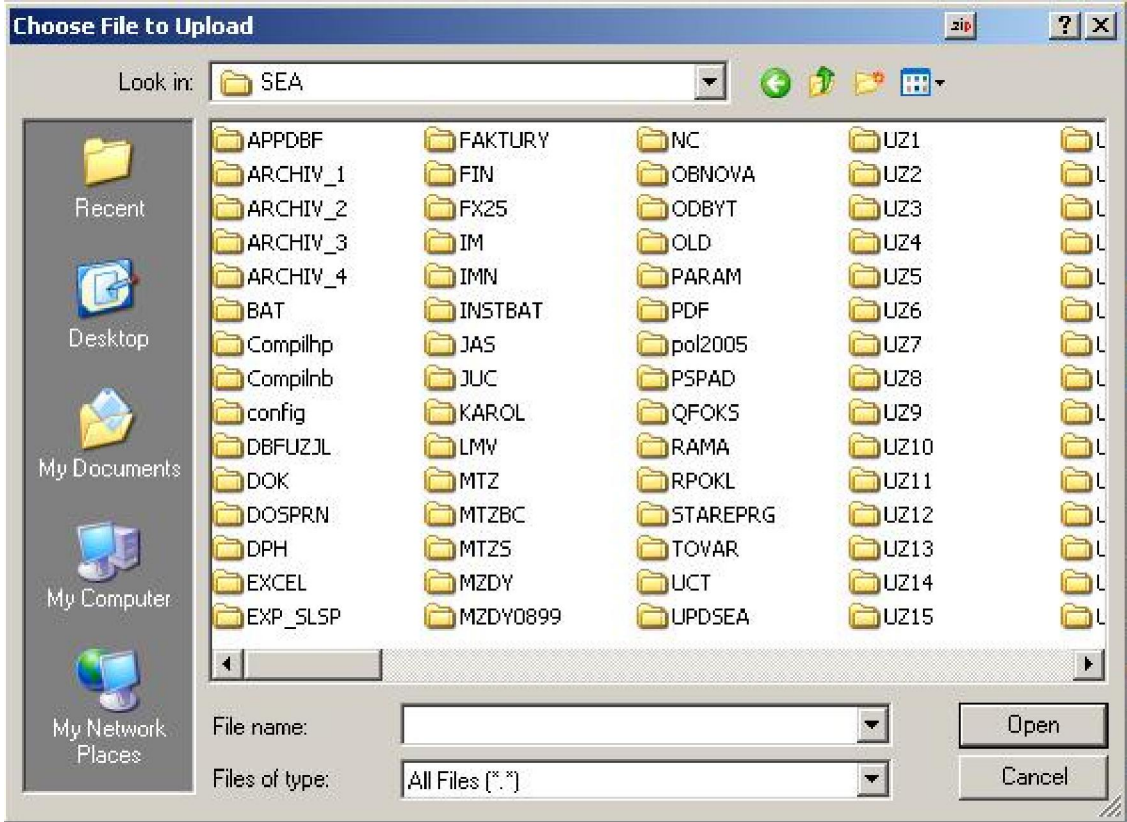 Choose File to Upload
.zip
Look in:
SEA
Recent
Desktop
My Documents
My Computer
My Network
Places
APPDBF
ARCHIV_1
ARCHIV_2
ARCHIV_3
ARCHIV_4
BAT
Compilhp
Compilnb
config
DBFUZJL
DOK
DOSPRN
DPH
EXCEL
EXP_SLSP
FAKTURY
FIN
FX25
IM
IMN
INSTBAT
JAS
JUC
KAROL
LMV
MTZ
MTZBC
MTZS
MZDY
MZDY0899
NC
OBNOVA
ODBYT
OLD
PARAM
PDF
pol2005
PSPAD
QFOKS
RAMA
RPOKL
STAREPRG
TOVAR
UCT
UPDSEA
UZ1
UZ2
UZ3
UZ4
UZ5
UZ6
UZ7
UZ8
UZ9
UZ10
UZ11
UZ12
UZ13
UZ14
UZ15
File name:
Open
Files of type:
All Files (*.*)
Cancel